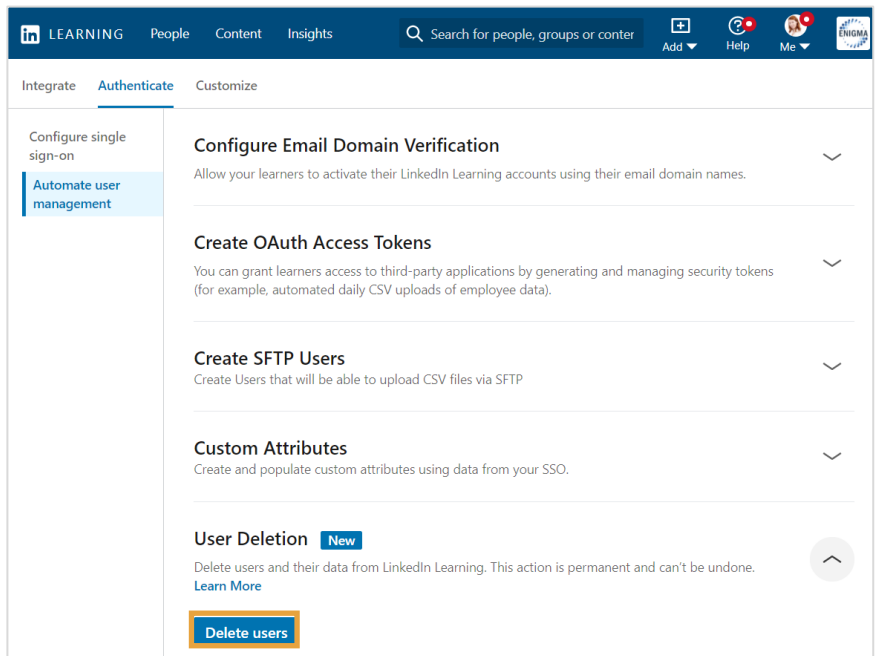 in LEARNING People Content Insights Search for people, groups or conter Add Help Me ENIGMA
Integrate Authenticate Customize
Configure single
sign-on
Automate user
management
Configure Email Domain Verification
Allow your learners to activate their LinkedIn Learning accounts using their email domain names.
Create OAuth Access Tokens
You can grant learners access to third-party applications by generating and managing security tokens
(for example, automated daily CSV uploads of employee data).
Create SFTP Users
Create Users that will be able to upload CSV files via SFTP
Custom Attributes
Create and populate custom attributes using data from your SSO.
User Deletion New
Delete users and their data from LinkedIn Learning. This action is permanent and can't be undone.
Learn More
Delete users